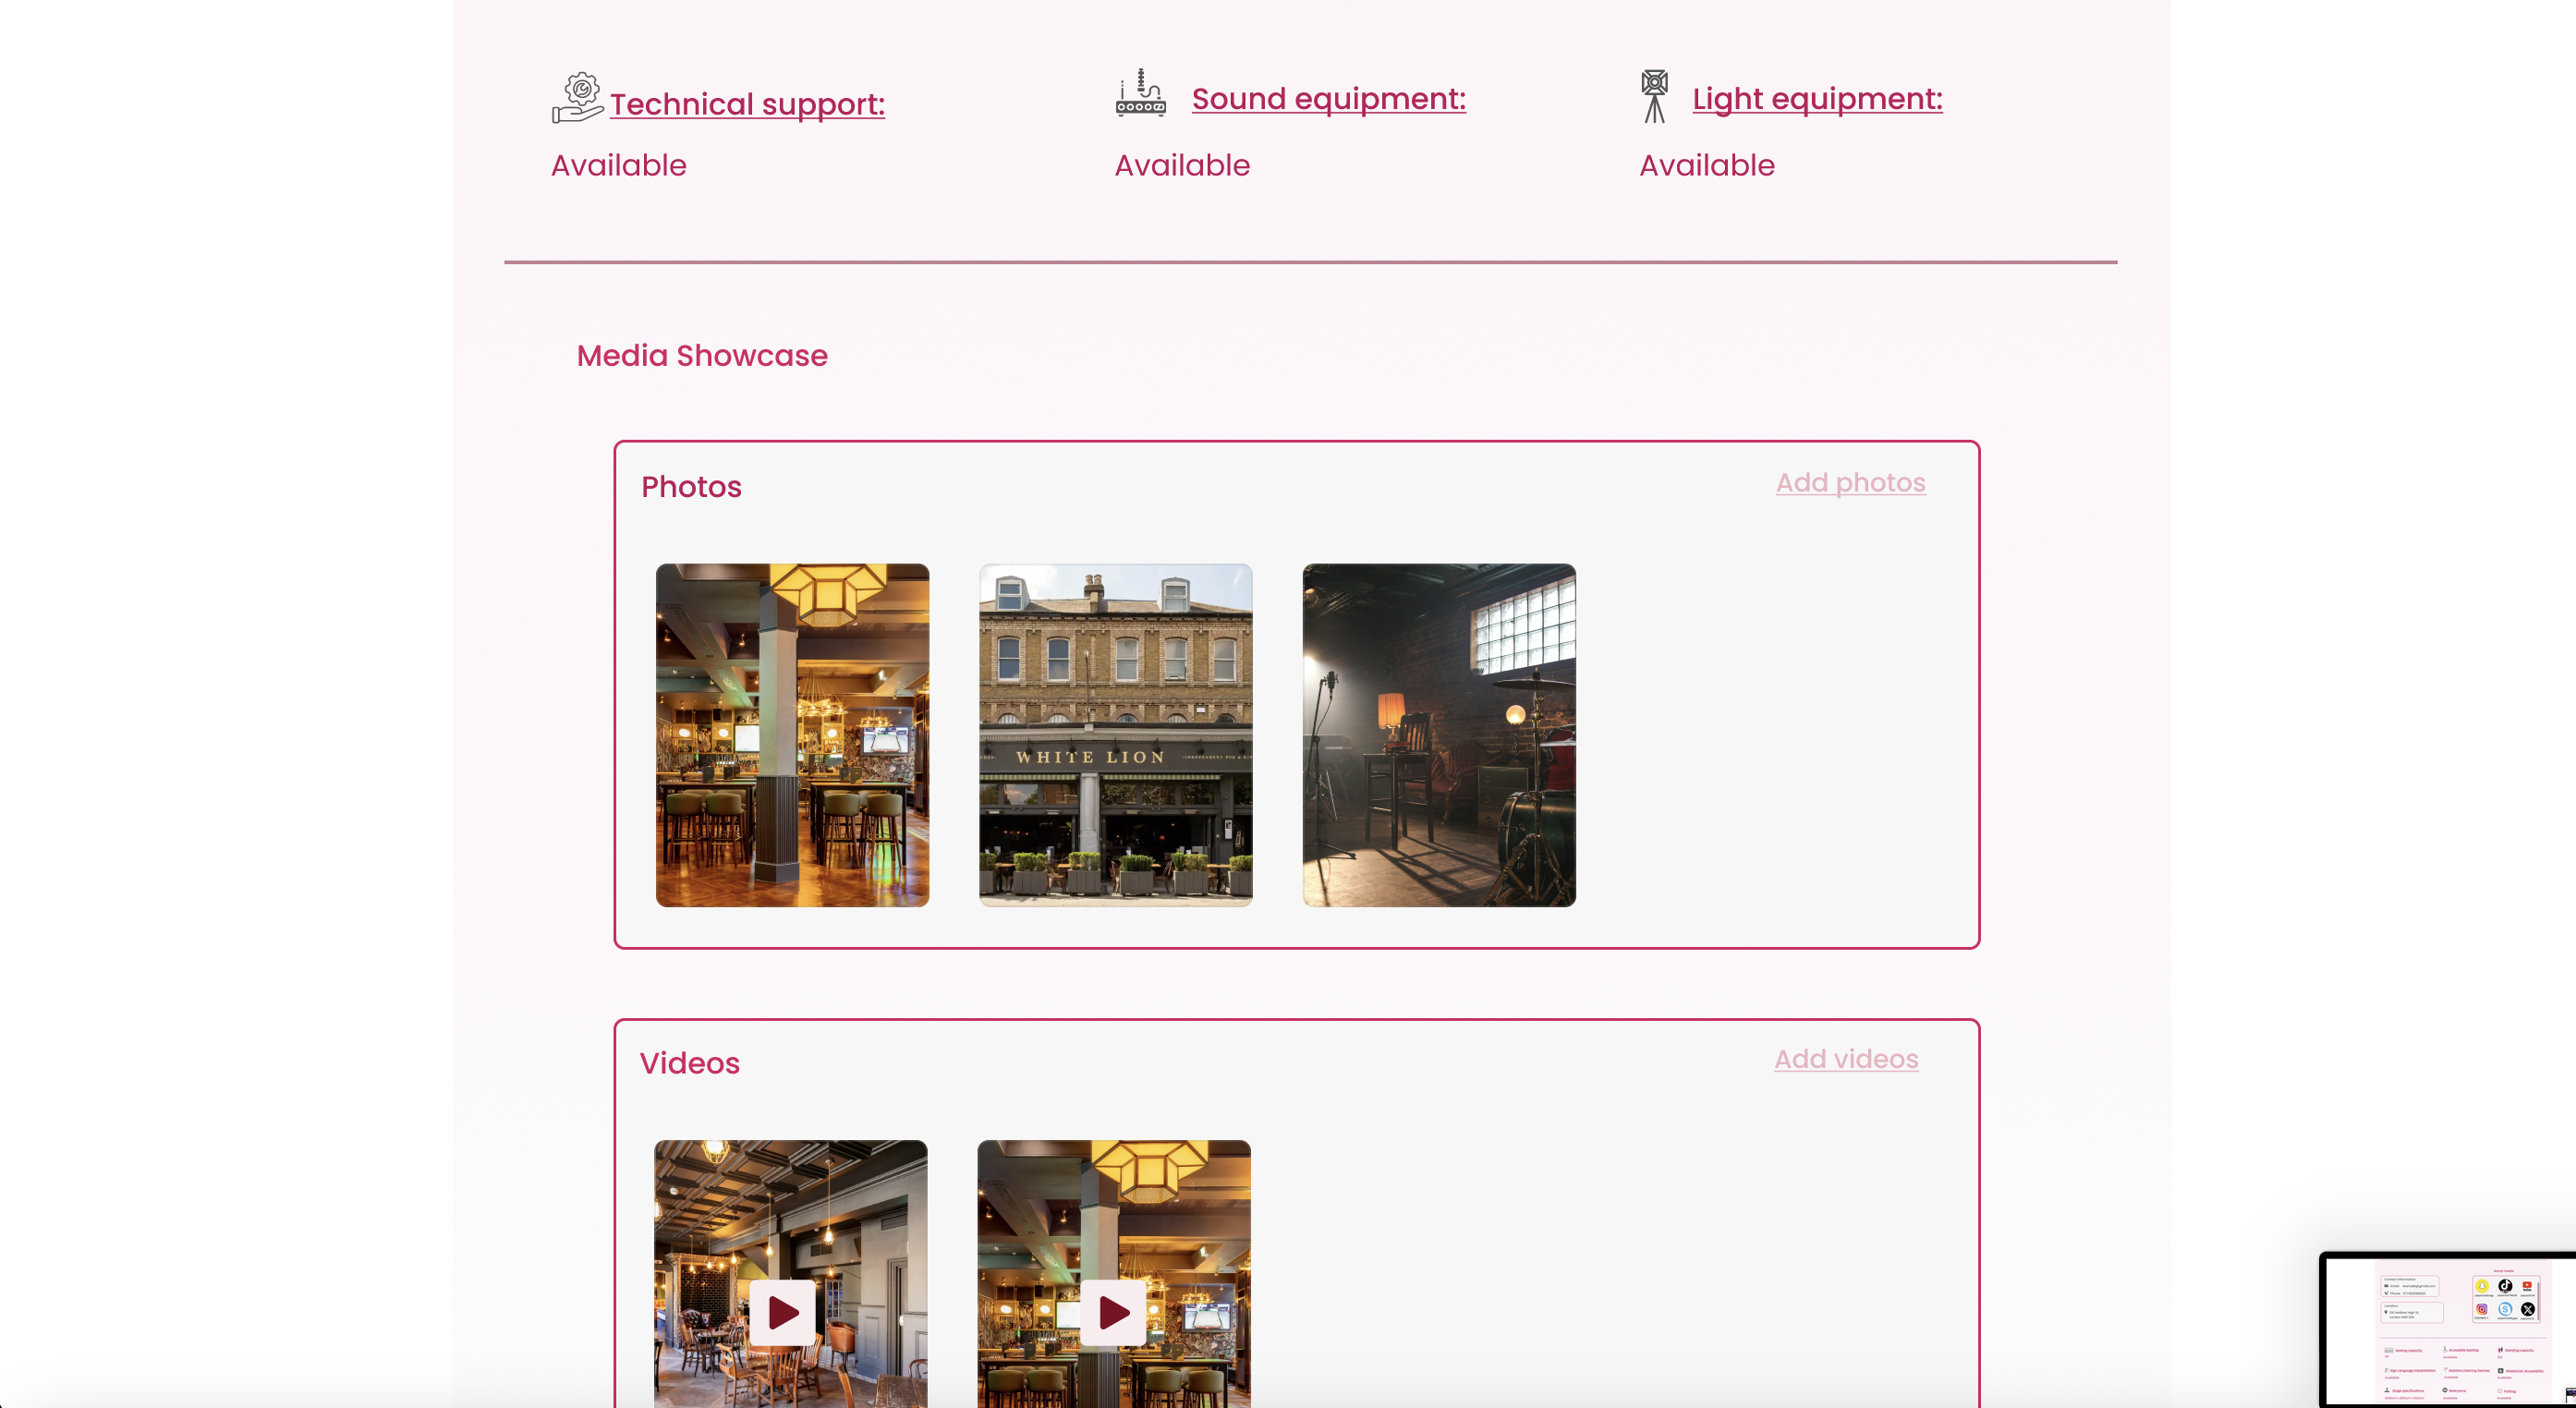 Technical support:
Sound equipment:
Light equipment:
Available
Available
Available
Media Showcase
Photos
Add photos
WHITE LION
Videos
Add videos